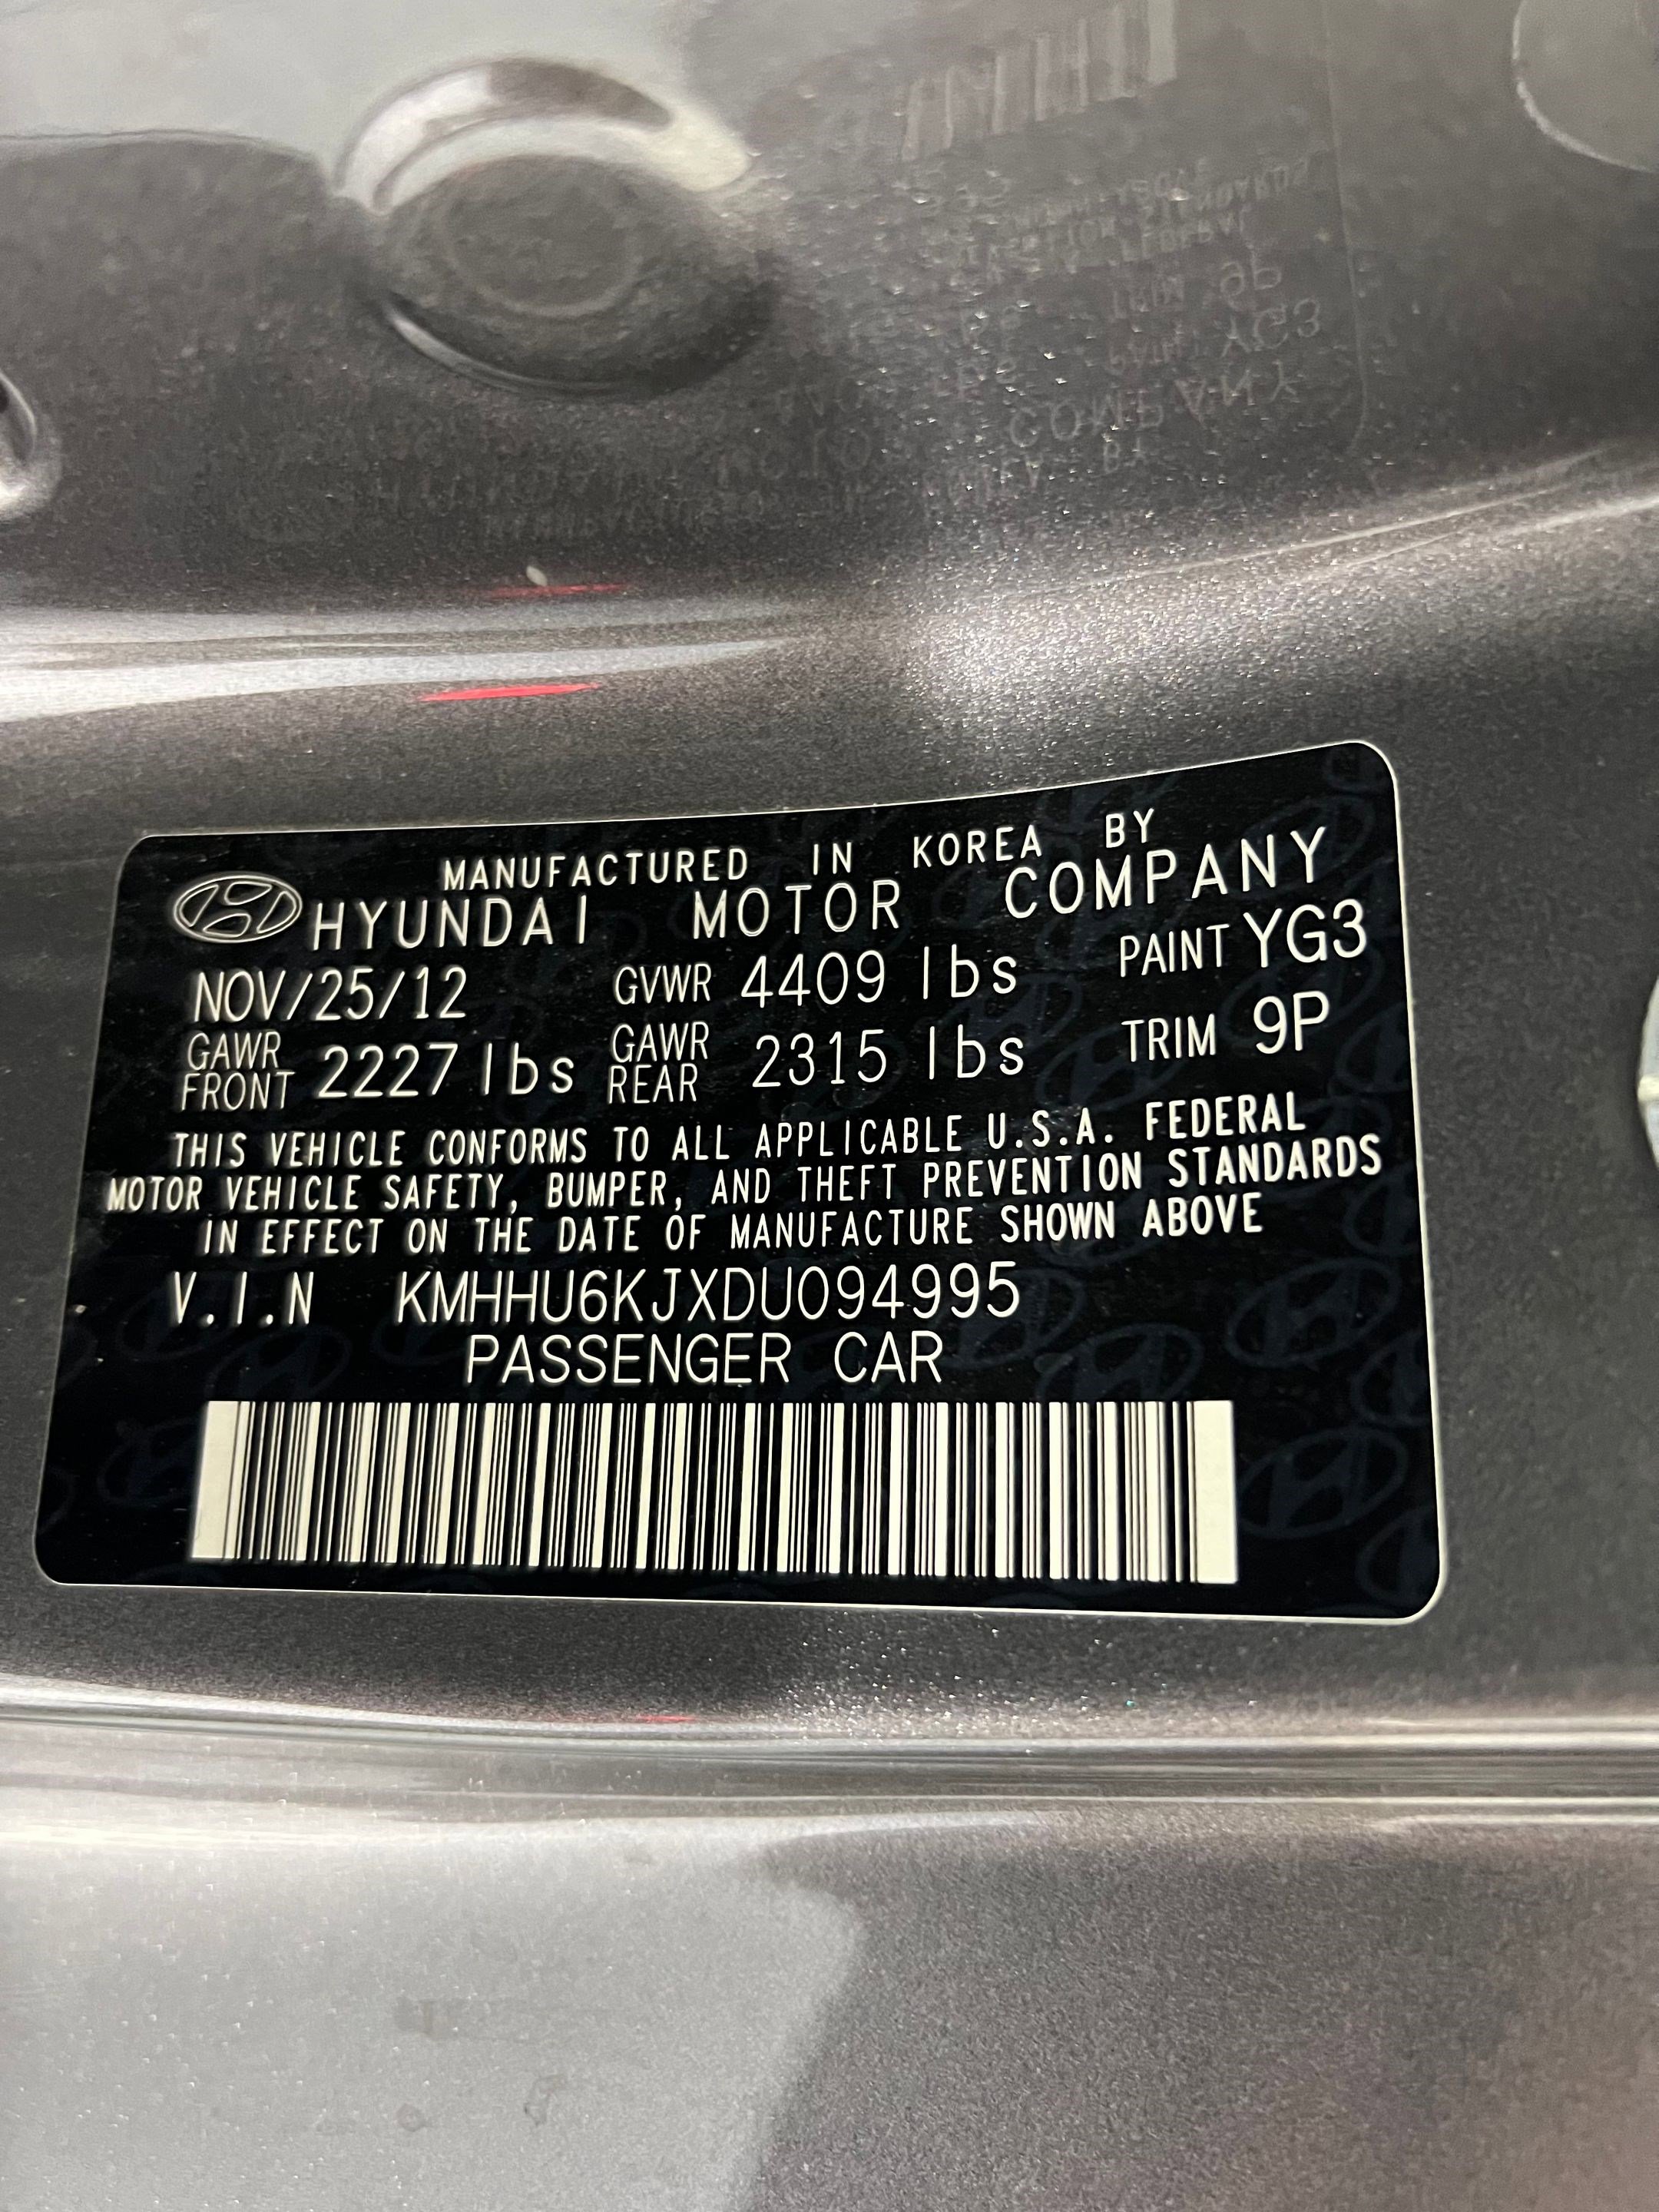 MANUFACTURED IN KOREA BY
HYUNDAI MOTOR COMPANY
NOV/25/12 GVWR 4409 lbs PAINT YG3
GAWR FRONT 2227 lbs GAWR REAR 2315 lbs TRIM 9P
THIS VEHICLE CONFORMS TO ALL APPLICABLE U.S.A. FEDERAL
MOTOR VEHICLE SAFETY, BUMPER, AND THEFT PREVENTION STANDARDS
IN EFFECT ON THE DATE OF MANUFACTURE SHOWN ABOVE
V.I.N KMHHU6KJXDU094995
PASSENGER CAR